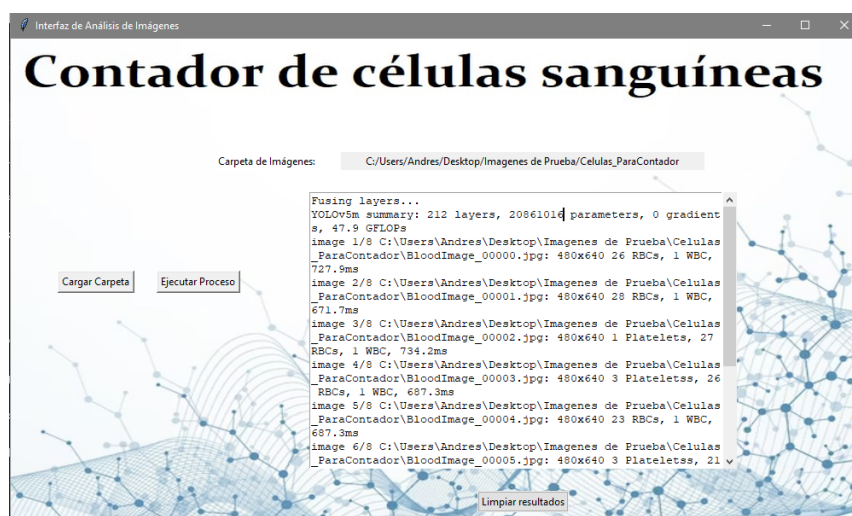 Interfaz de Análisis de Imágenes
Contador de células sanguíneas
Carpeta de Imágenes:
C:/Users/Andres/Desktop/Imagenes de Prueba/Celulas_ParaContador
Fusing layers...
YOLOv5m summary: 212 layers, 20861016 parameters, 0 gradient
s, 47.9 GFLOPs
image 1/8 C:\Users\Andres\Desktop\Imagenes de Prueba\Celulas
_ParaContador\BloodImage_00000.jpg: 480x640 26 RBCs, 1 WBC,
727.9ms
image 2/8 C:\Users\Andres\Desktop\Imagenes de Prueba\Celulas
_ParaContador\BloodImage_00001.jpg: 480x640 28 RBCs, 1 WBC,
671.7ms
image 3/8 C:\Users\Andres\Desktop\Imagenes de Prueba\Celulas
_ParaContador\BloodImage_00002.jpg: 480x640 1 Platelets, 27
RBCs, 1 WBC, 734.2ms
image 4/8 C:\Users\Andres\Desktop\Imagenes de Prueba\Celulas
_ParaContador\BloodImage_00003.jpg: 480x640 3 Plateletss, 26
RBCs, 1 WBC, 687.3ms
image 5/8 C:\Users\Andres\Desktop\Imagenes de Prueba\Celulas
_ParaContador\BloodImage_00004.jpg: 480x640 23 RBCs, 1 WBC,
687.3ms
image 6/8 C:\Users\Andres\Desktop\Imagenes de Prueba\Celulas
_ParaContador\BloodImage_00005.jpg: 480x640 3 Plateletss, 21
Cargar Carpeta
Ejecutar Proceso
Limpiar resultados